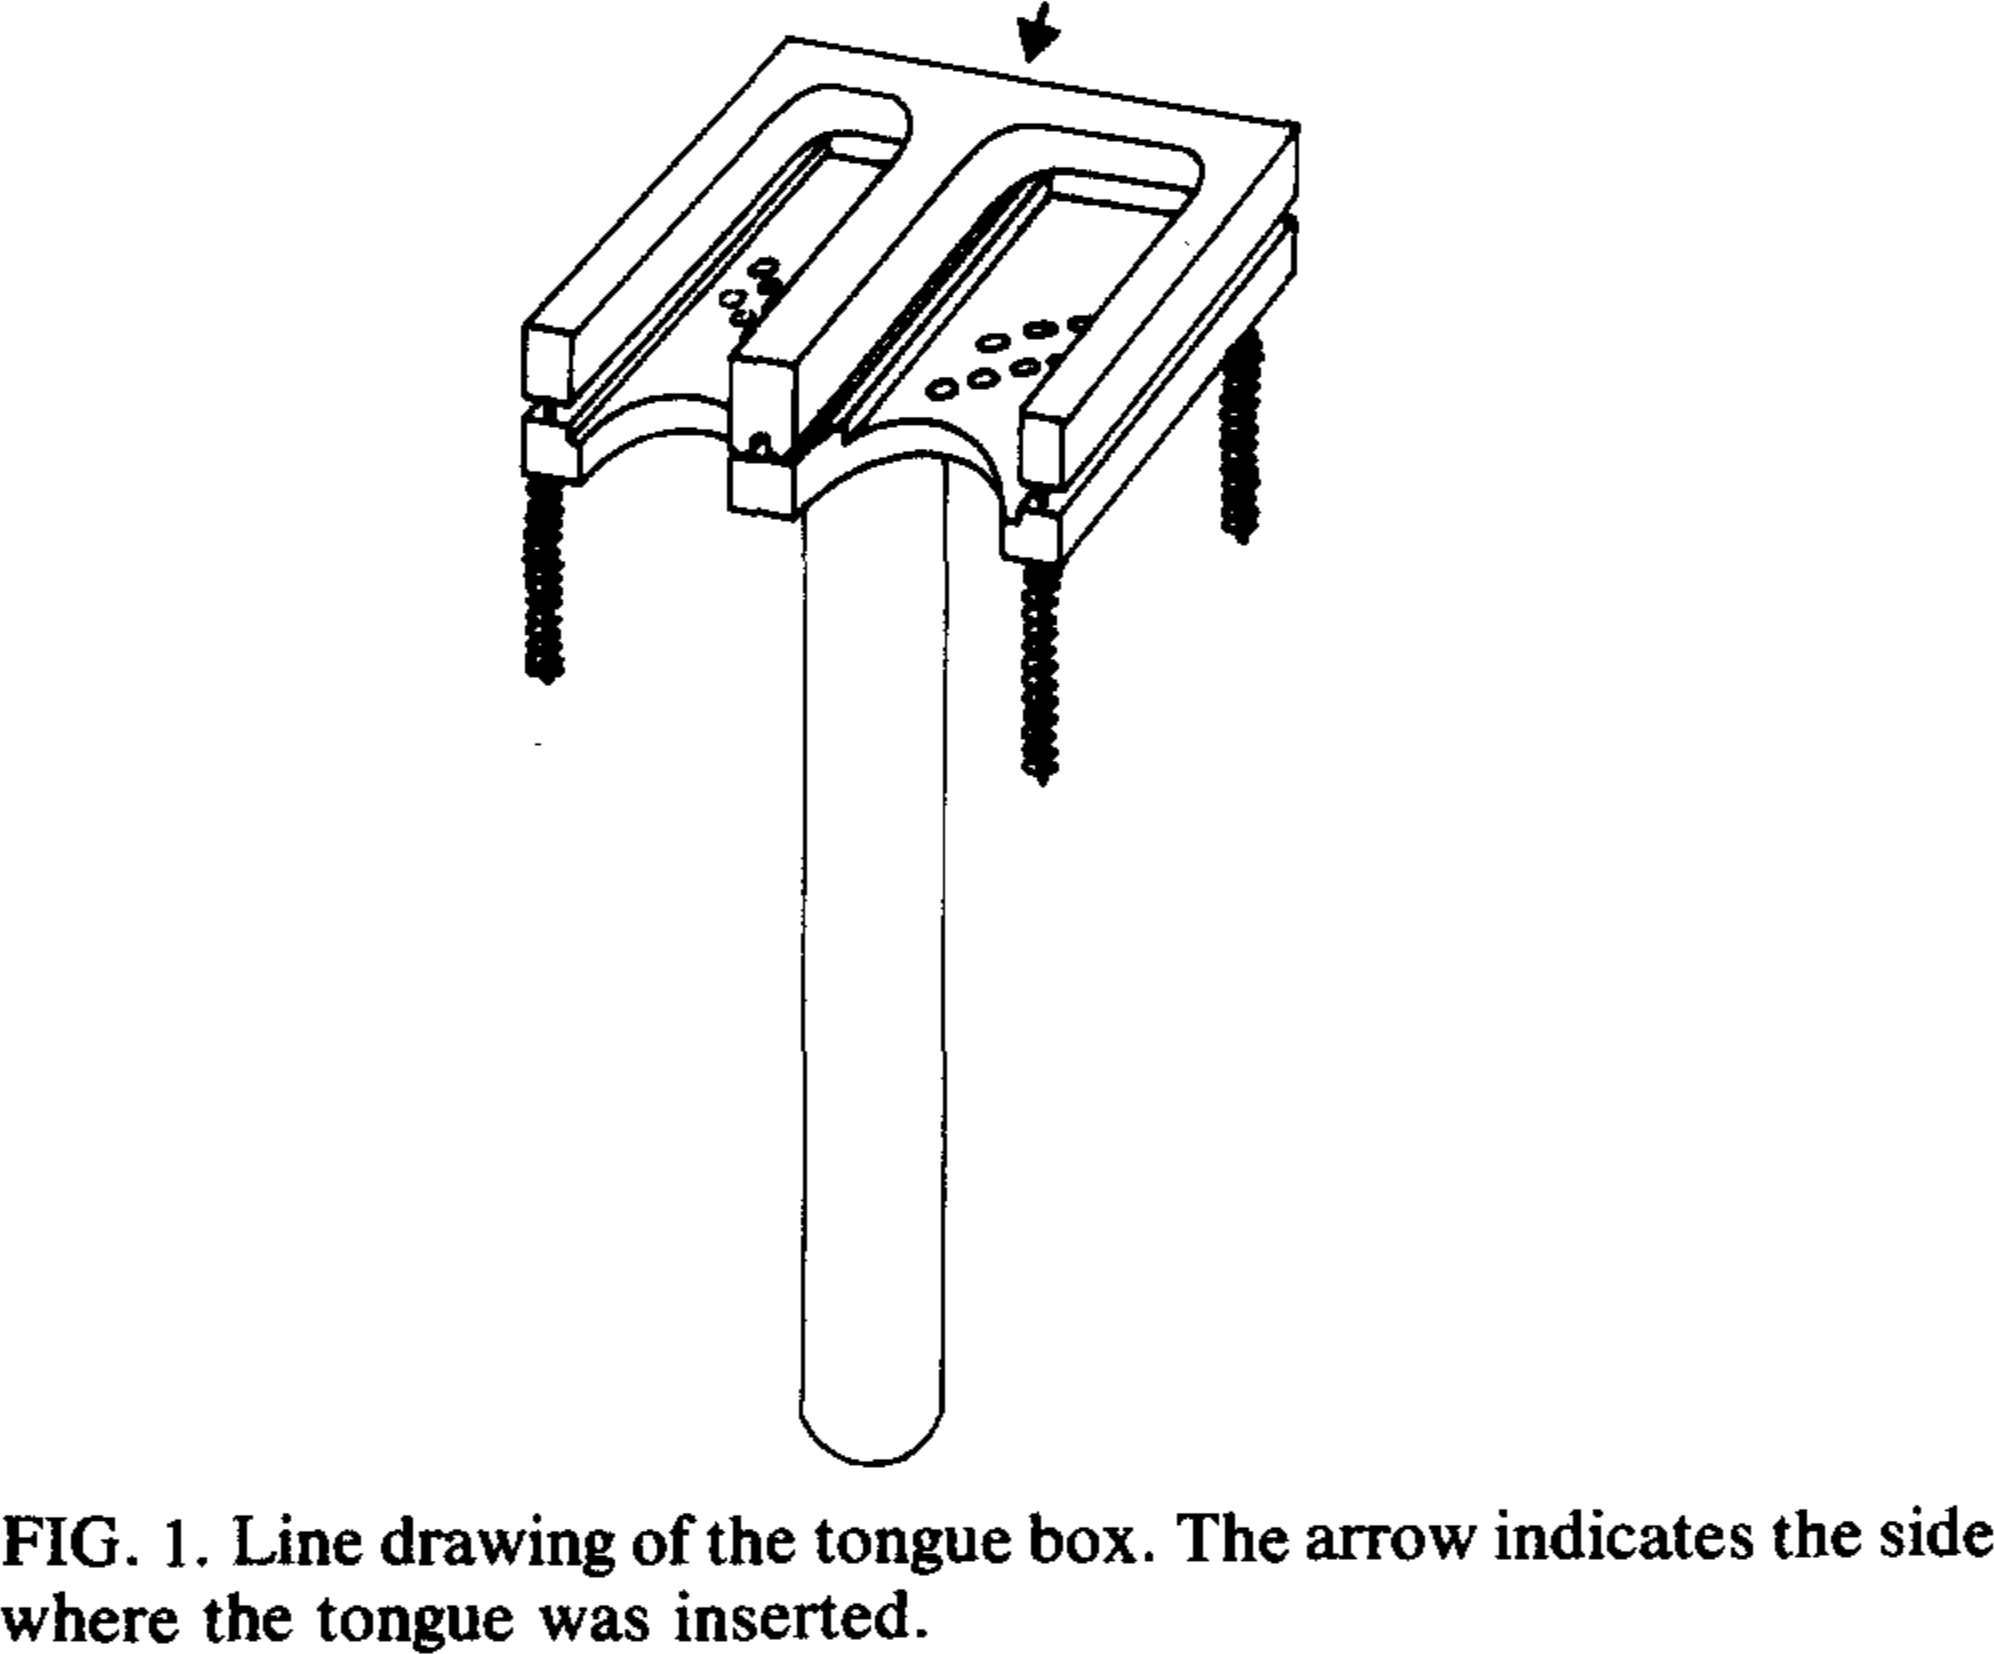 FIG. 1. Line drawing of the tongue box. The arrow indicates the side
where the tongue was inserted.